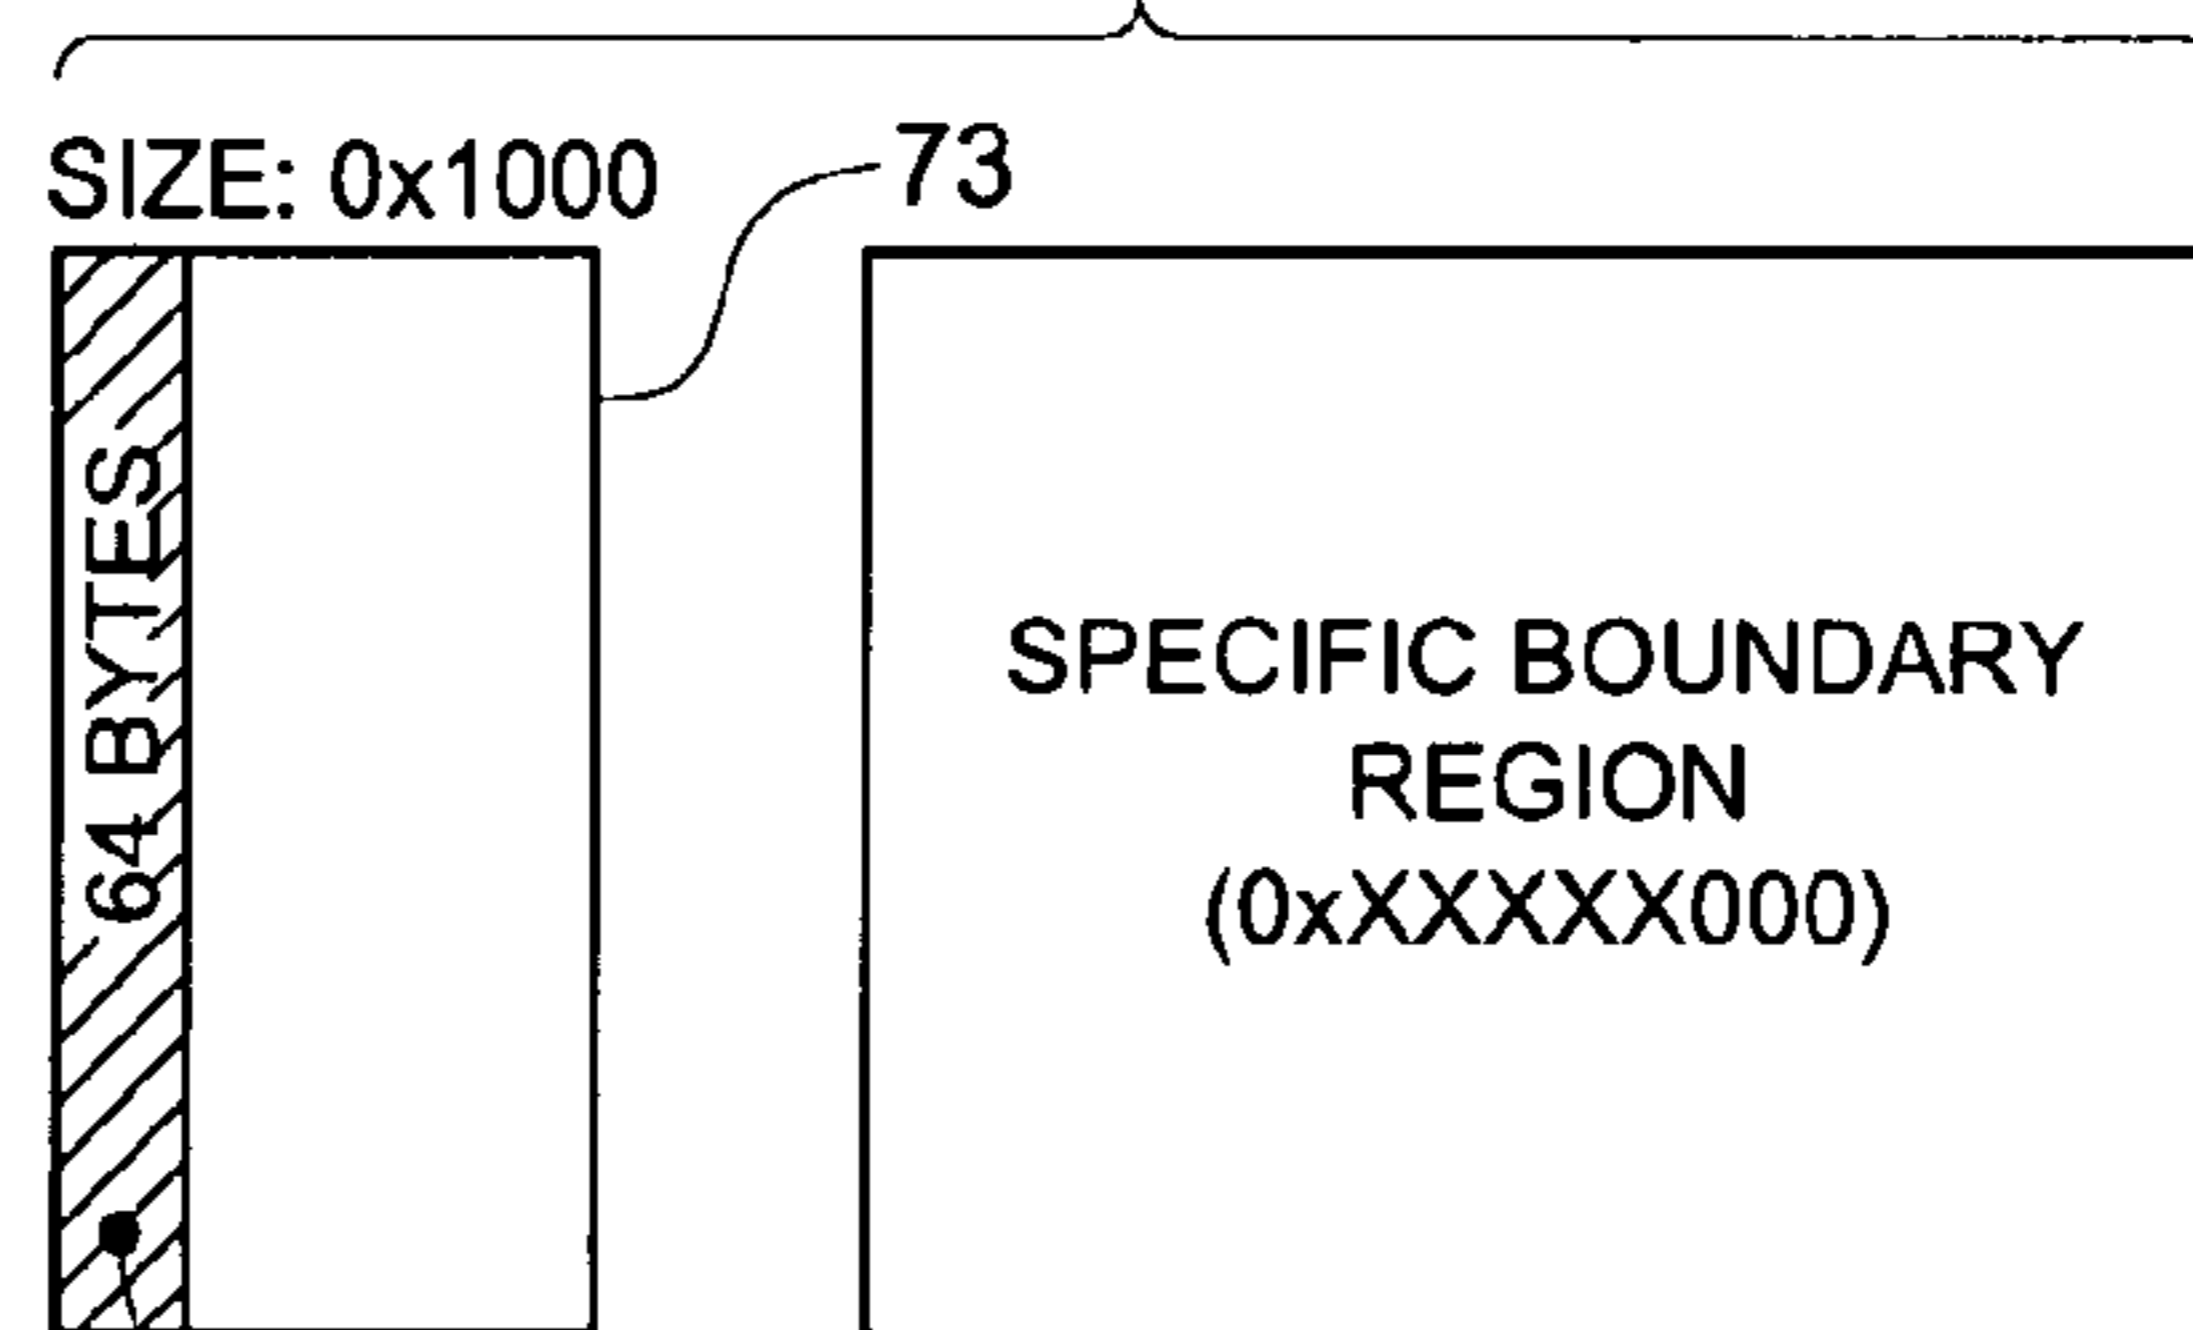 SIZE: 0x1000
73
64 BYTES
SPECIFIC BOUNDARY
REGION
(0xXXXXX000)